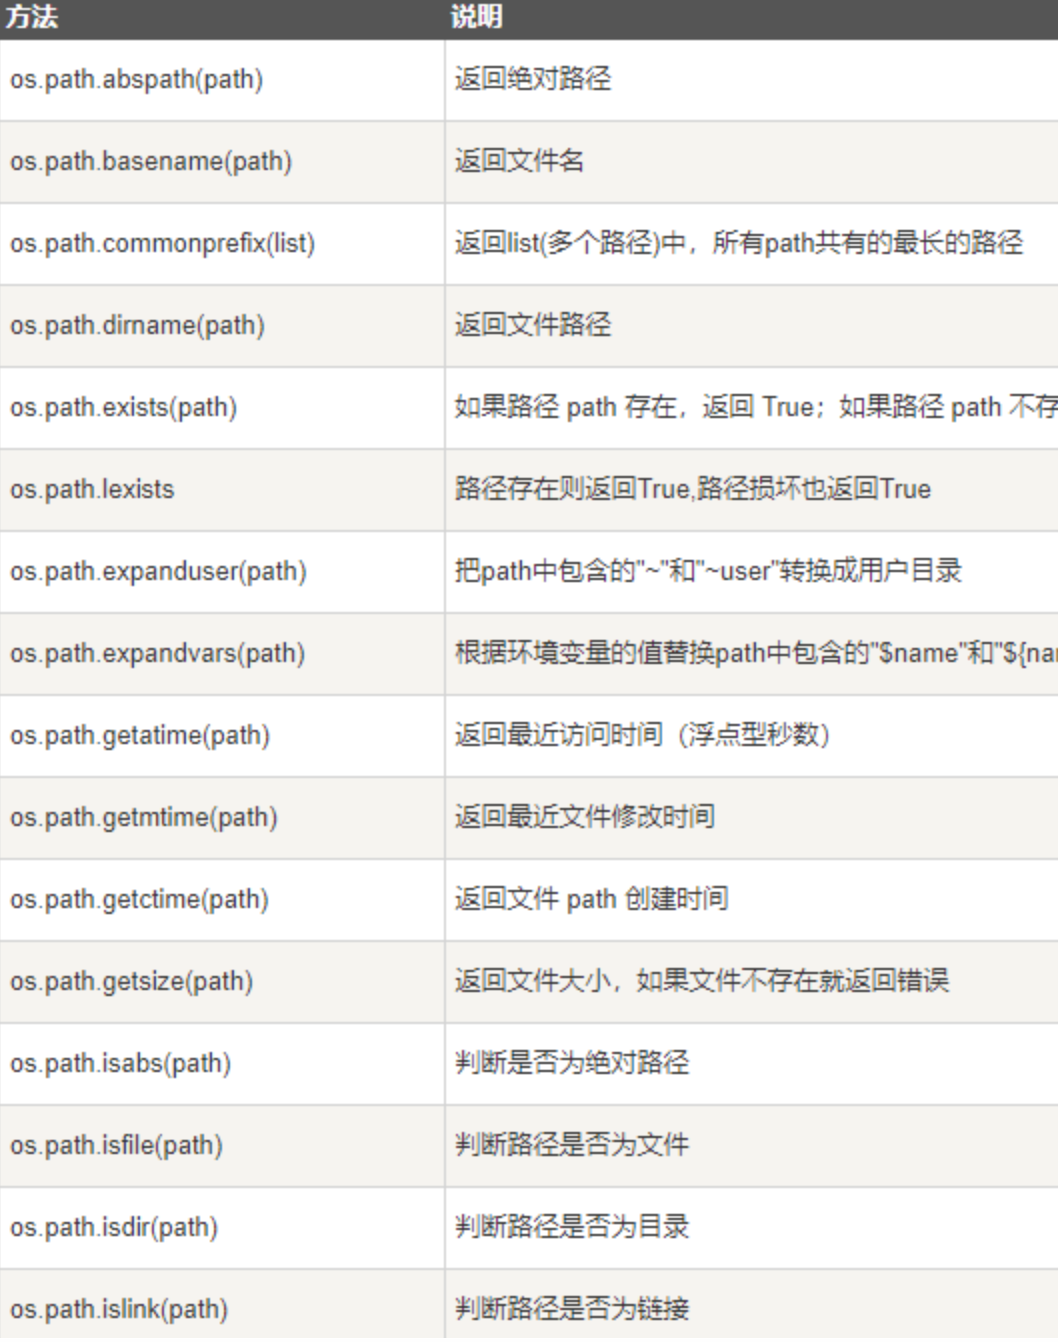 方法 说明
os.path.abspath(path) 返回绝对路径
os.path.basename(path) 返回文件名
os.path.commonprefix(list) 返回list(多个路径)中，所有path共有的最长的路径
os.path.dirname(path) 返回文件路径
os.path.exists(path) 如果路径 path 存在，返回 True；如果路径 path 不存
os.path.lexists 路径存在则返回True,路径损坏也返回True
os.path.expanduser(path) 把path中包含的"~"和"~user"转换成用户目录
os.path.expandvars(path) 根据环境变量的值替换path中包含的"$name"和"${nar
os.path.getatime(path) 返回最近访问时间（浮点型秒数）
os.path.getmtime(path) 返回最近文件修改时间
os.path.getctime(path) 返回文件 path 创建时间
os.path.getsize(path) 返回文件大小，如果文件不存在就返回错误
os.path.isabs(path) 判断是否为绝对路径
os.path.isfile(path) 判断路径是否为文件
os.path.isdir(path) 判断路径是否为目录
os.path.islink(path) 判断路径是否为链接